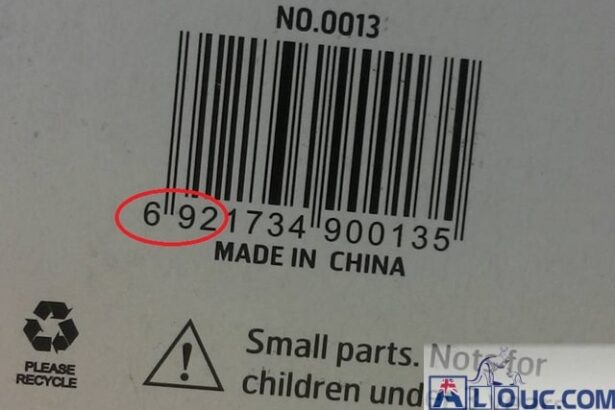 NO.0013
6 921734 900135
MADE IN CHINA
PLEASE
RECYCLE
Small parts. Not for
children und
ALOUC.COM